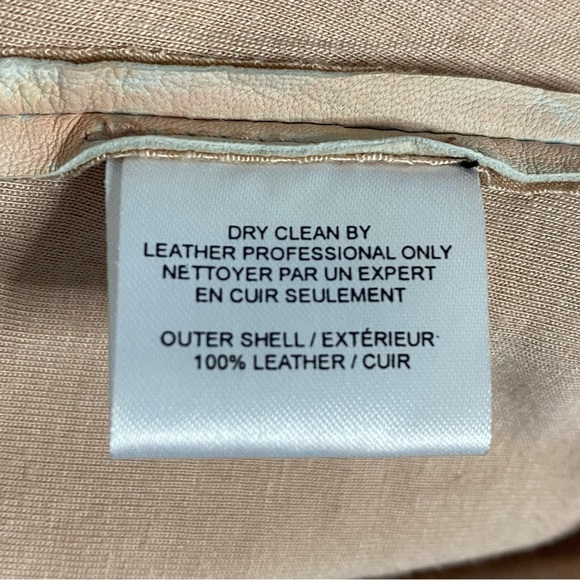 DRY CLEAN BY
LEATHER PROFESSIONAL ONLY
NETTOYER PAR UN EXPERT
EN CUIR SEULEMENT
OUTER SHELL / EXTÉRIEUR
100% LEATHER / CUIR